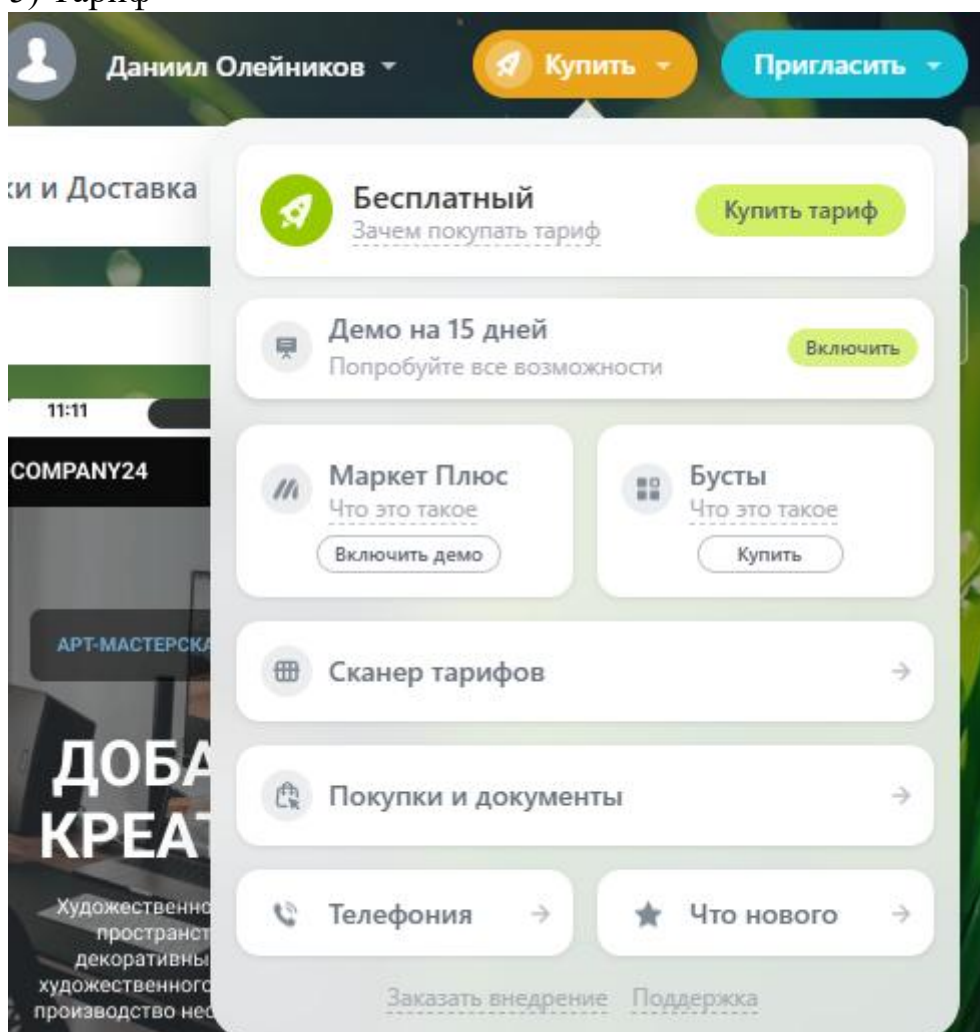 3) Тариф
Даниил Олейников
Купить
Пригласить
ки и Доставка
Бесплатный
Зачем покупать тариф
Купить тариф
Демо на 15 дней
Попробуйте все возможности
Включить
11:11
COMPANY24
Маркет Плюс
Что это такое
Включить демо
Бусты
Что это такое
Купить
АРТ-МАСТЕРСКА
Сканер тарифов
ДОБА
КРЕАТ
Покупки и документы
Художественно
пространст
декоративны
художественного
производство нес
Телефония
Что нового
Заказать внедрение Поддержка